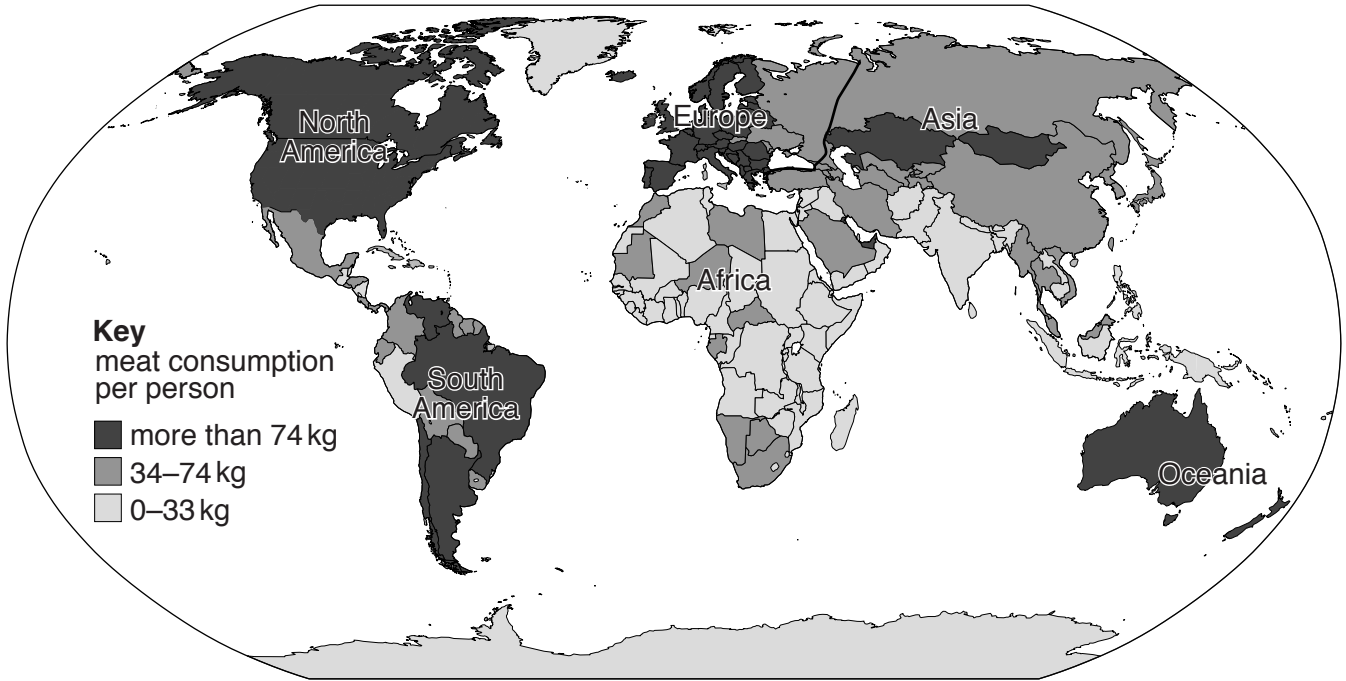 North
America
Europe
Asia
Africa
South
America
Oceania
Key
meat consumption
per person
more than 74 kg
34–74 kg
0–33 kg